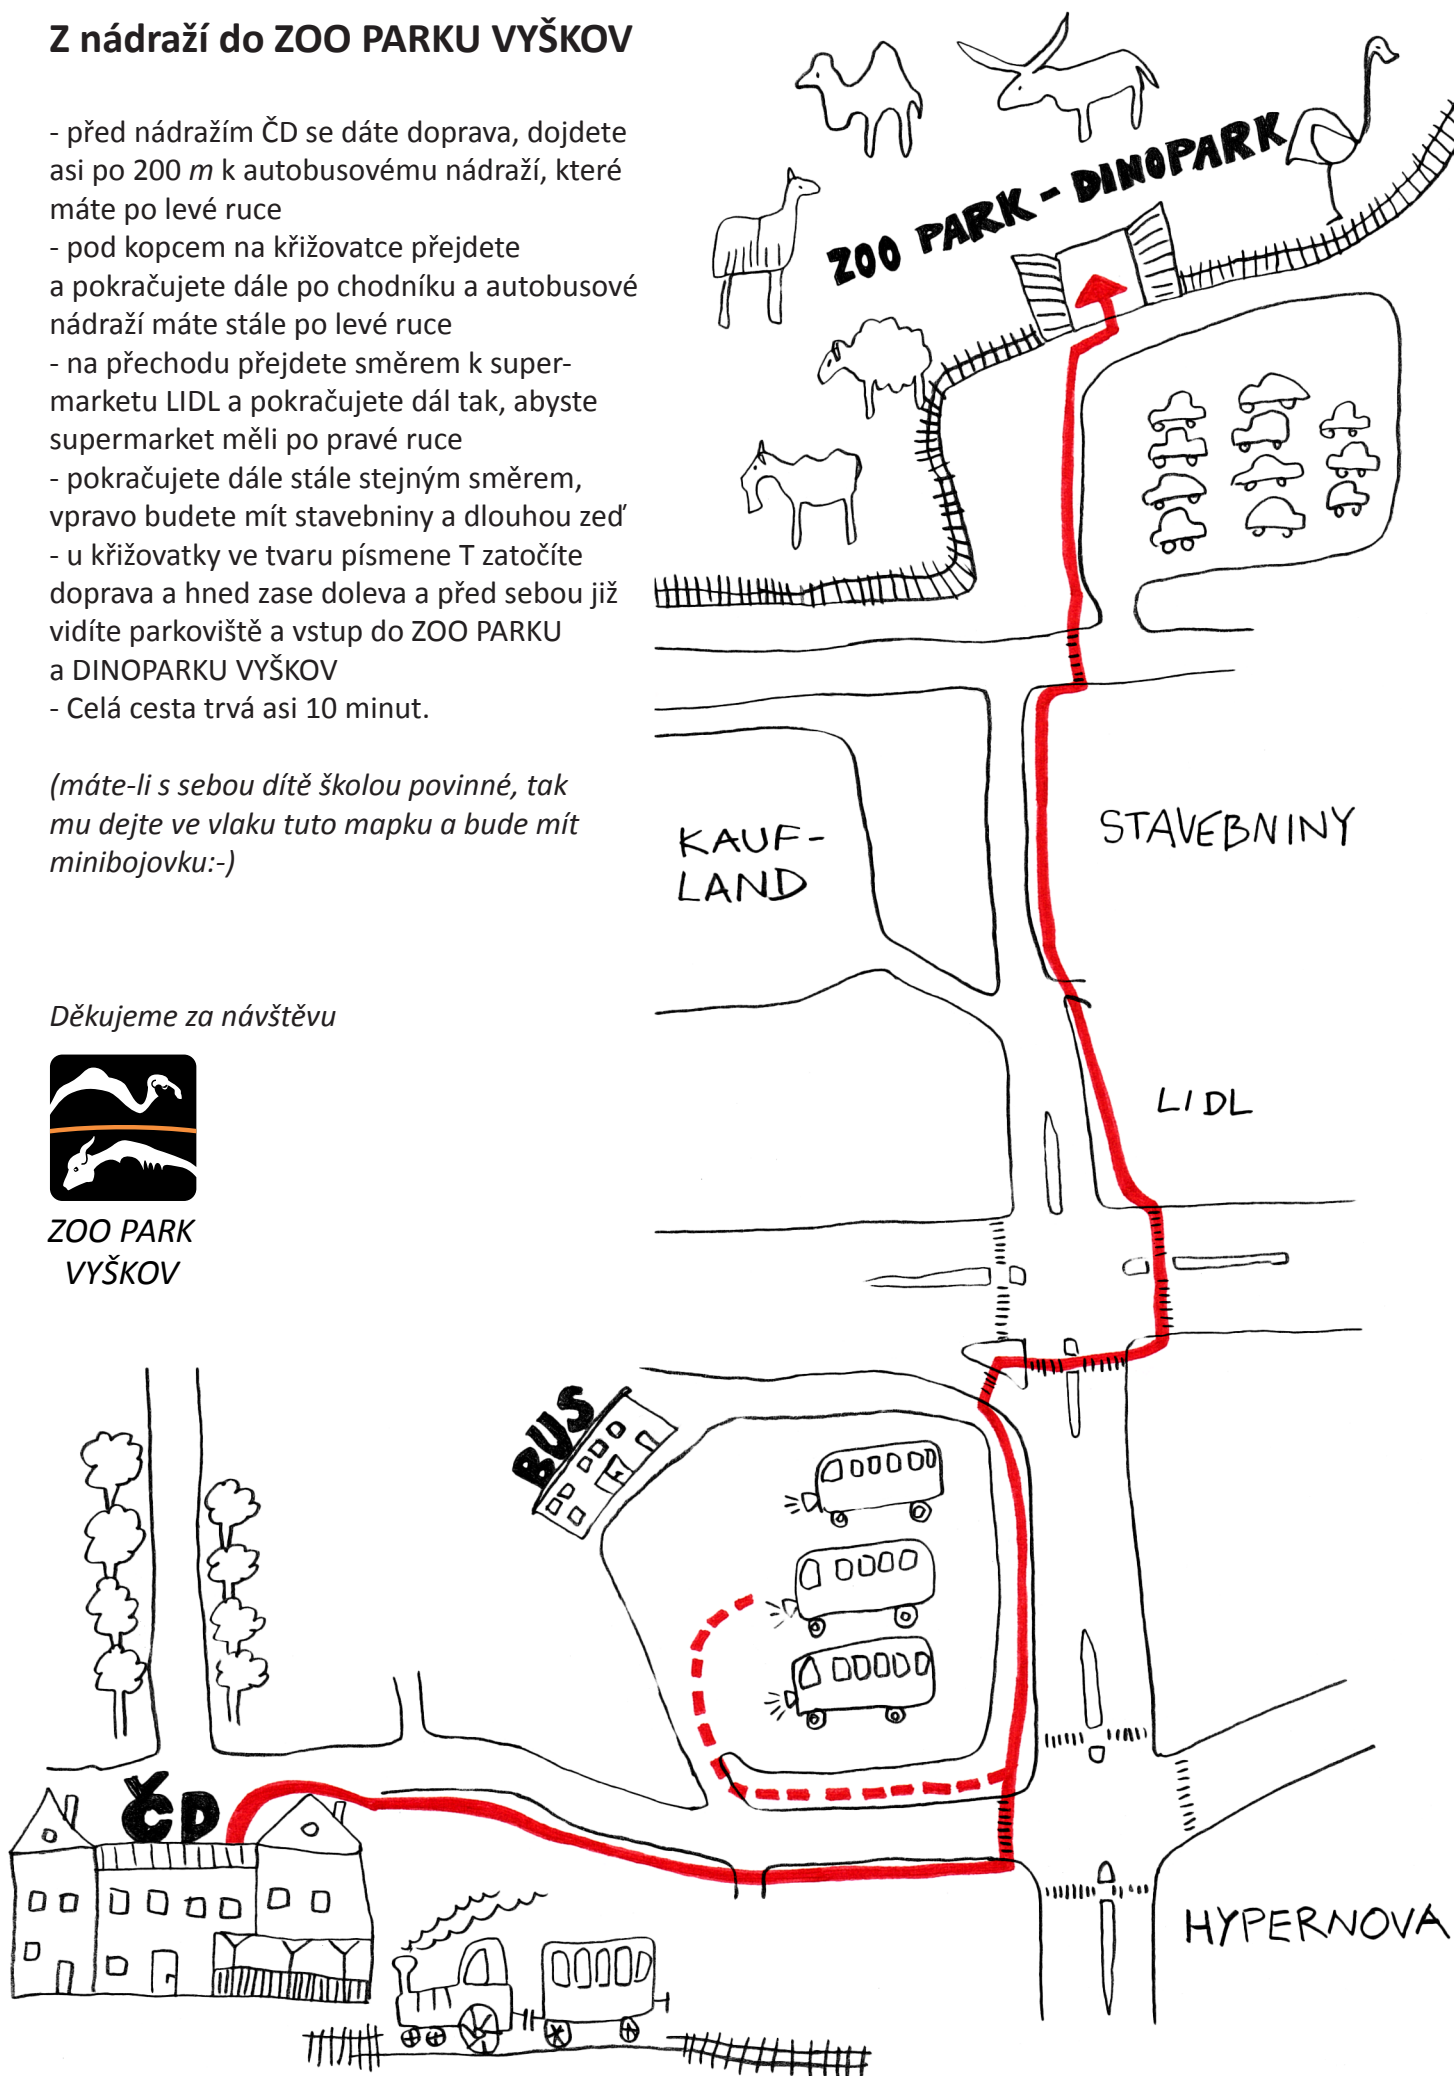 Z nádraží do ZOO PARKU VYŠKOV
- před nádražím ČD se dáte doprava, dojdete
asi po 200 m k autobusovému nádraží, které
máte po levé ruce
- pod kopcem na křižovatce přejdete
a pokračujete dále po chodníku a autobusové
nádraží máte stále po levé ruce
- na přechodu přejdete směrem k super-
marketu LIDL a pokračujete dál tak, abyste
supermarket měli po pravé ruce
- pokračujete dále stále stejným směrem,
vpravo budete mít stavebniny a dlouhou zeď
- u křižovatky ve tvaru písmene T zatočíte
doprava a hned zase doleva a před sebou již
vidíte parkoviště a vstup do ZOO PARKU
a DINOPARKU VYŠKOV
- Celá cesta trvá asi 10 minut.
(máte-li s sebou dítě školou povinné, tak
mu dejte ve vlaku tuto mapku a bude mít
minibojovku:-)
Děkujeme za návštěvu
ZOO PARK
VYŠKOV
ZOO PARK - DINOPARK
KAUF-
LAND
STAVEBNINY
LIDL
BUS
ČD
HYPERNOVA